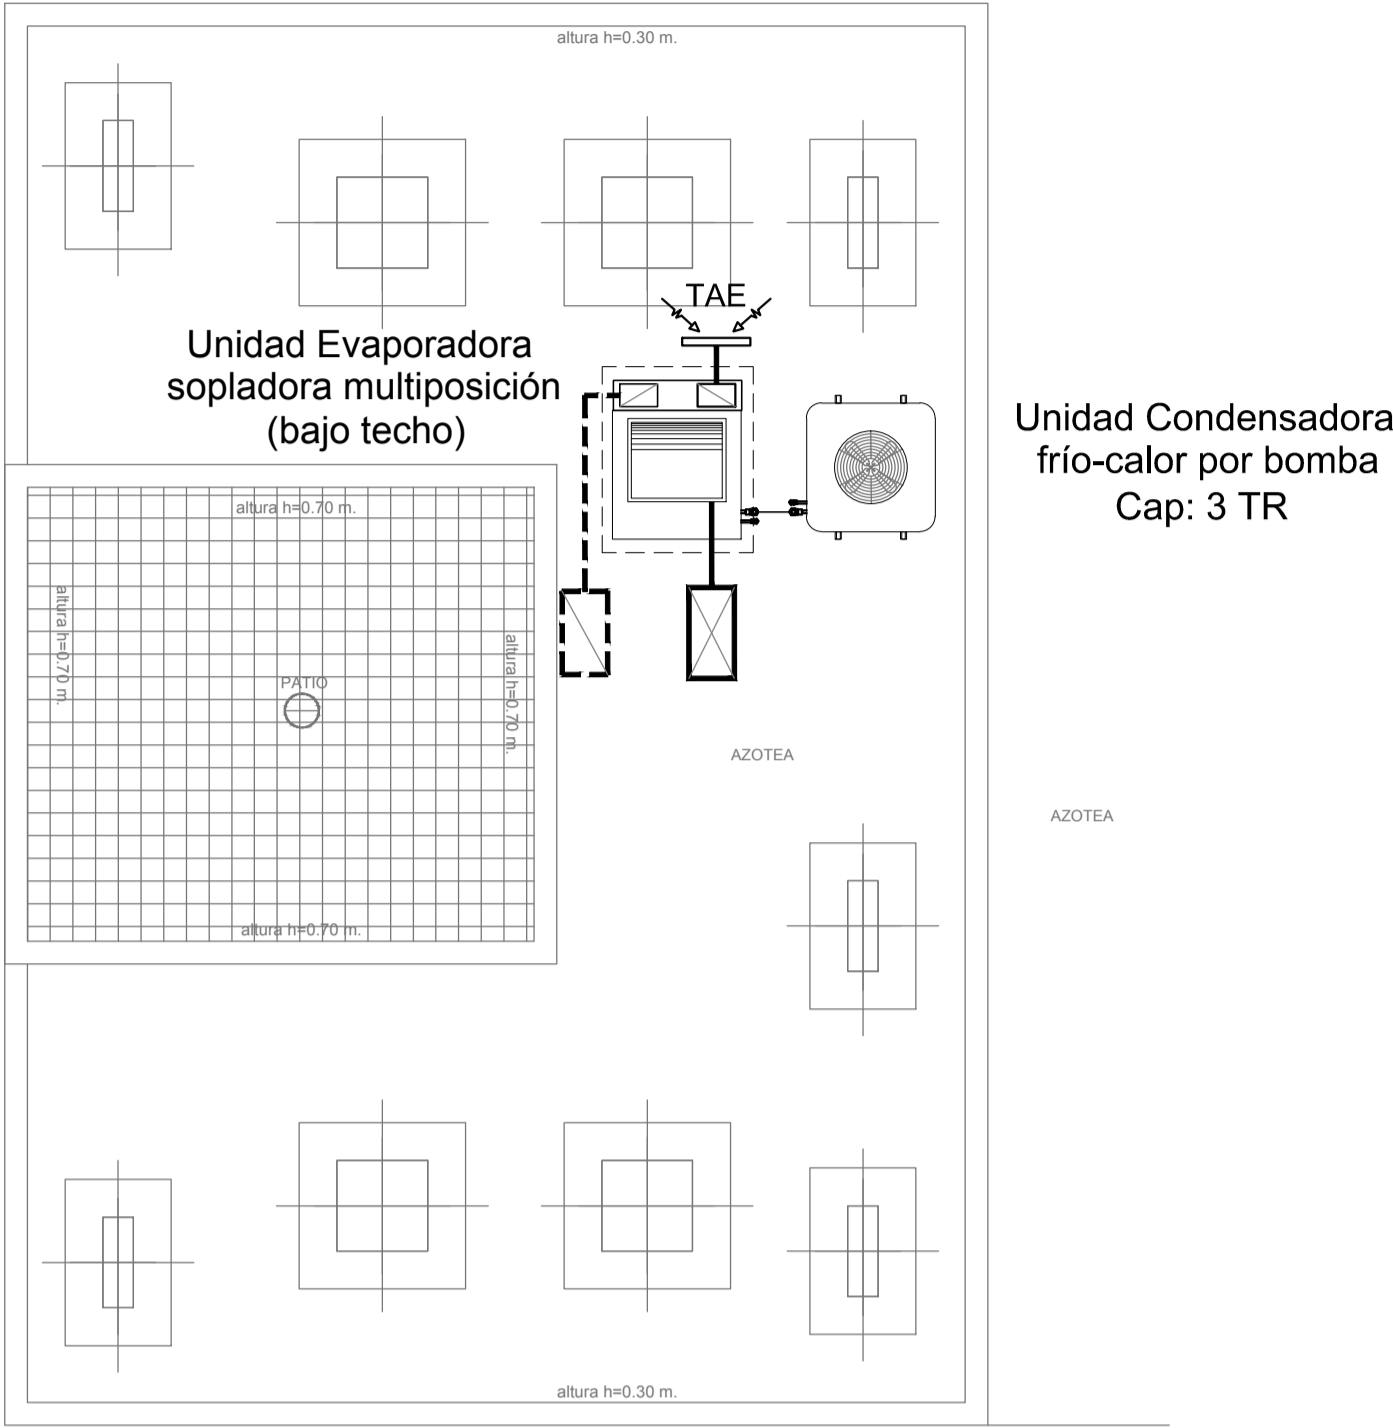 altura h=0.30 m.
TAE
Unidad Evaporadora
sopladora multiposición
(bajo techo)
Unidad Condensadora
frío-calor por bomba
Cap: 3 TR
altura h=0.70 m.
altura h=0.70 m.
altura h=0.70 m.
PATIO
AZOTEA
AZOTEA
altura h=0.70 m.
altura h=0.30 m.